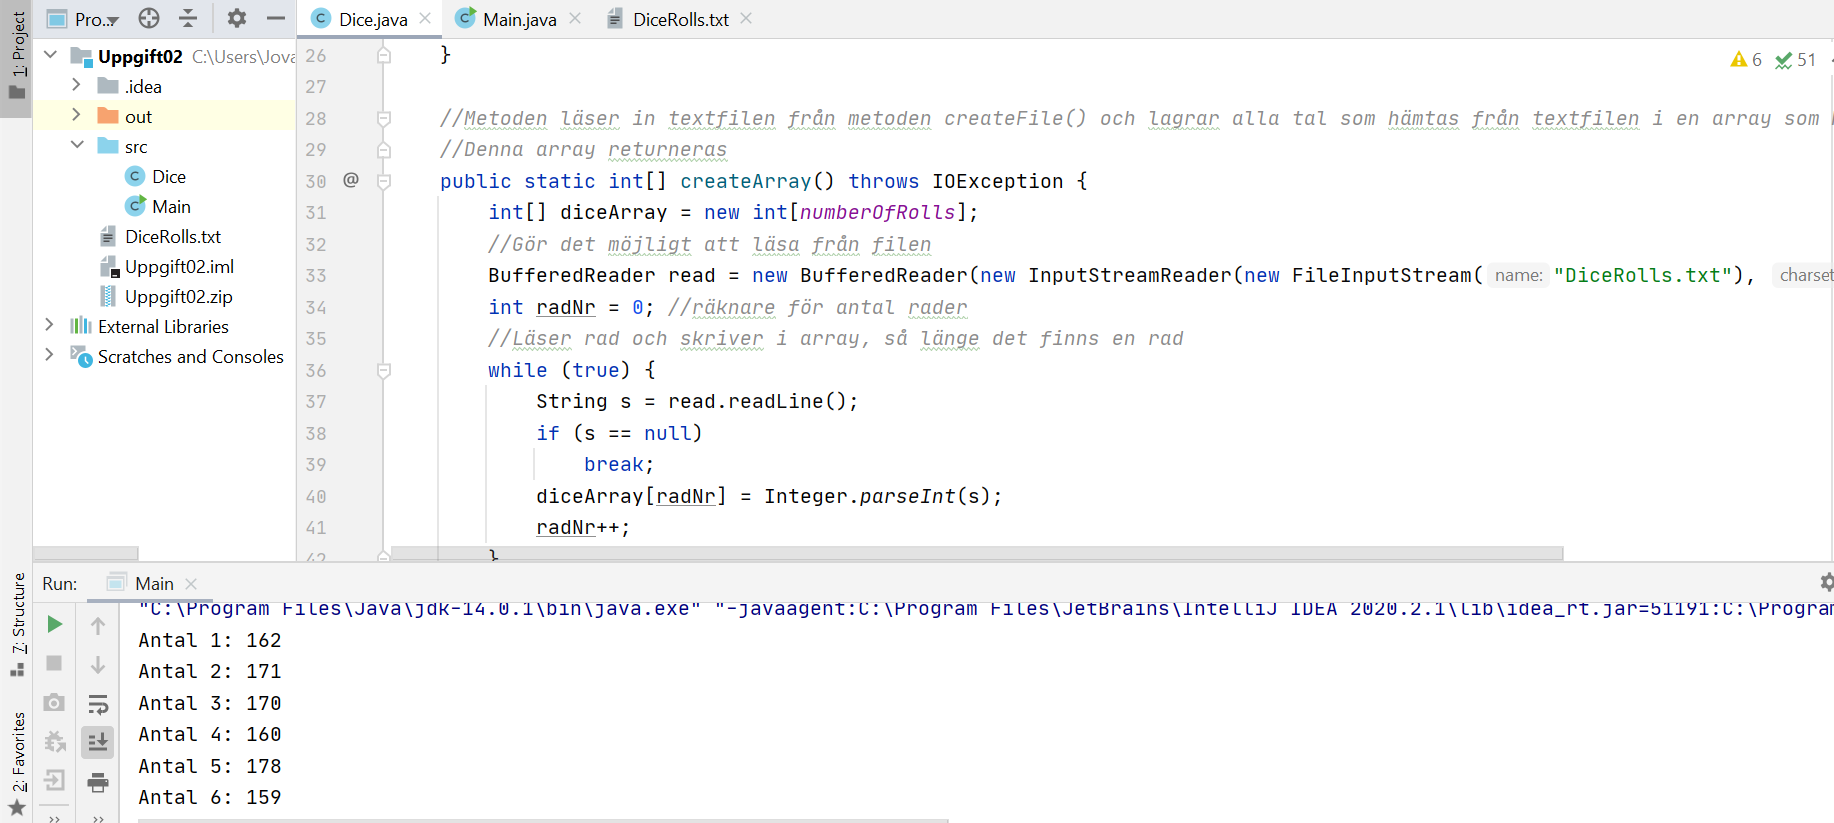 1: Project
Pro...
Dice.java
Main.java
DiceRolls.txt
Uppgift02 C:\Users\Jova
.idea
out
src
Dice
Main
DiceRolls.txt
Uppgift02.iml
Uppgift02.zip
External Libraries
Scratches and Consoles
6 51
26 }
27
28 //Metoden läser in textfilen från metoden createFile() och lagrar alla tal som hämtas från textfilen i en array som
29 //Denna array returneras
30 @ public static int[] createArray() throws IOException {
31 int[] diceArray = new int[numberOfRolls];
32 //Gör det möjligt att läsa från filen
33 BufferedReader read = new BufferedReader(new InputStreamReader(new FileInputStream( name: "DiceRolls.txt"), charset
34 int radNr = 0; //räknare för antal rader
35 //Läser rad och skriver i array, så länge det finns en rad
36 while (true) {
37 String s = read.readLine();
38 if (s == null)
39 break;
40 diceArray[radNr] = Integer.parseInt(s);
41 radNr++;
42 }
7: Structure
2: Favorites
Run: Main
"C:\Program Files\Java\jdk-14.0.1\bin\java.exe" "-javaagent:C:\Program Files\JetBrains\IntelliJ IDEA 2020.2.1\lib\idea_rt.jar=51191:C:\Program
Antal 1: 162
Antal 2: 171
Antal 3: 170
Antal 4: 160
Antal 5: 178
Antal 6: 159